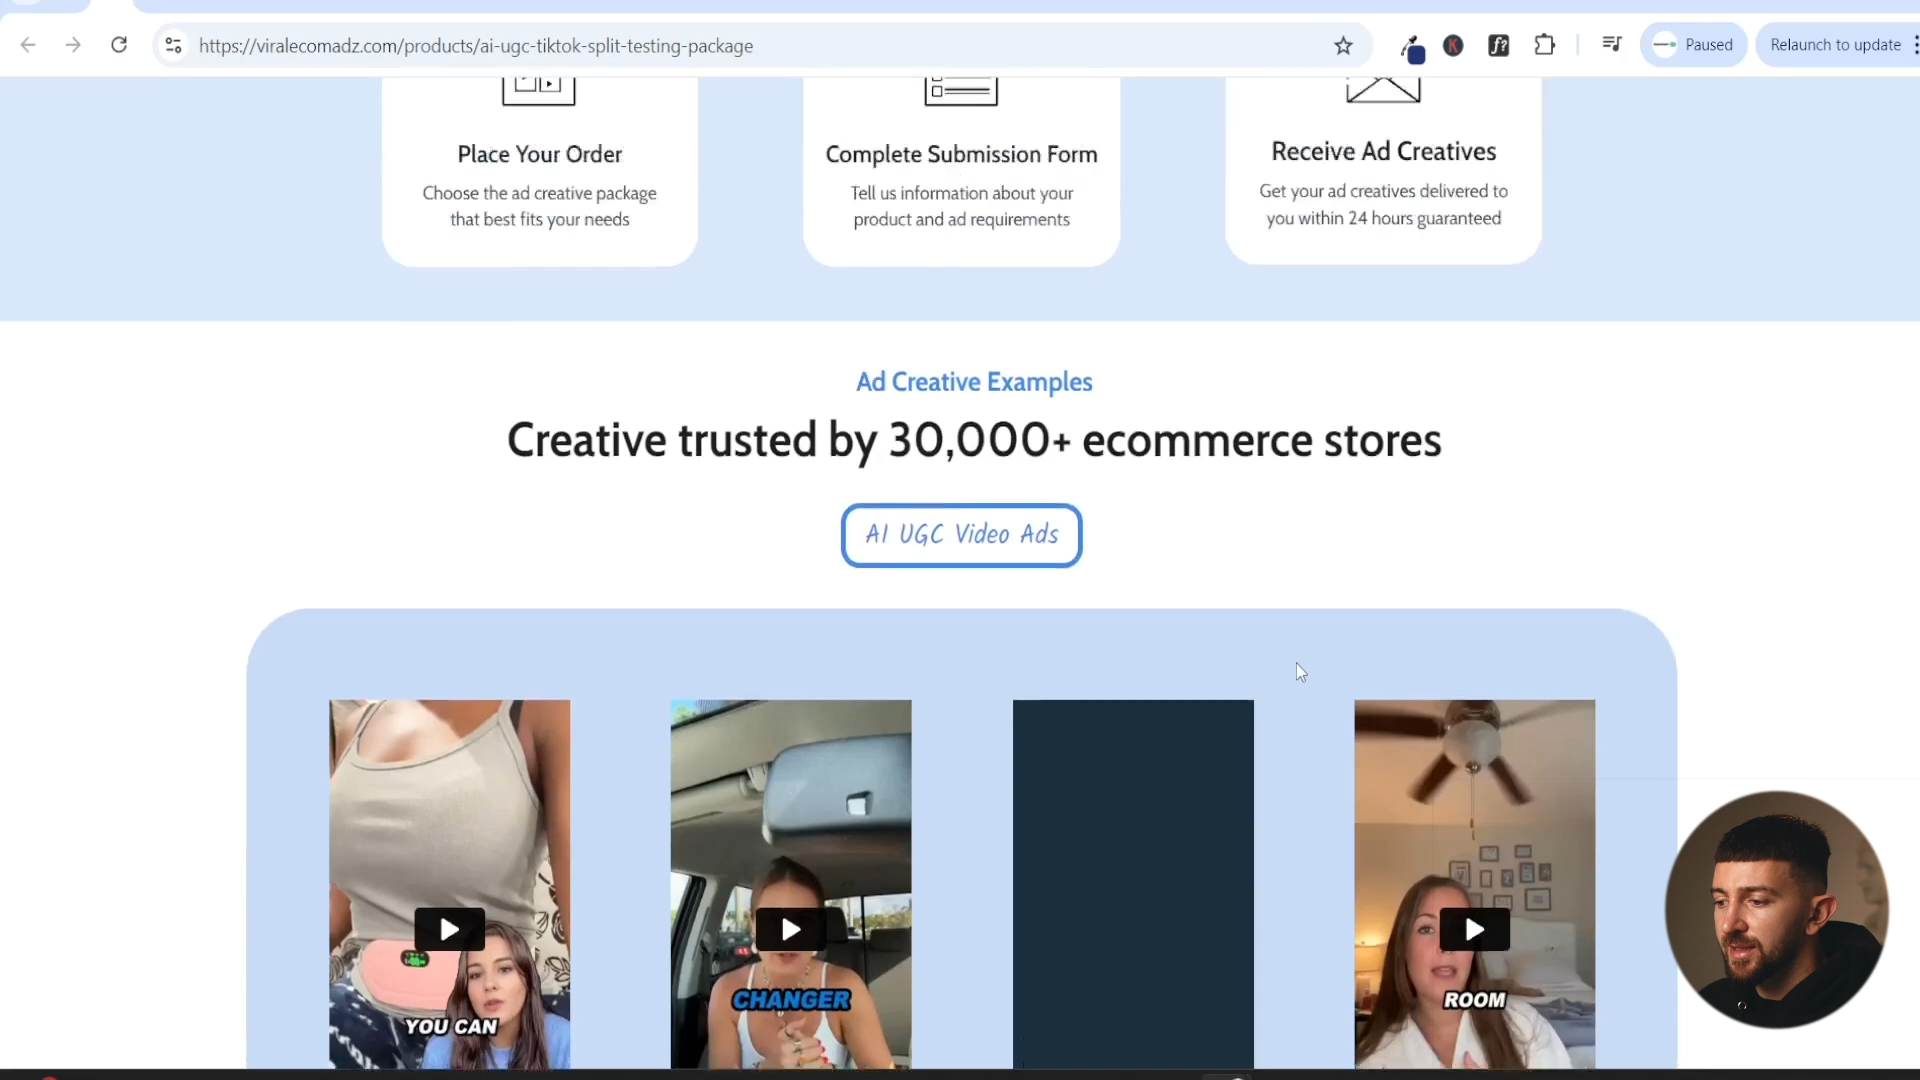 https://viralecomadz.com/products/ai-ugc-tiktok-split-testing-package
Paused
Relaunch to update
Place Your Order
Choose the ad creative package
that best fits your needs
Complete Submission Form
Tell us information about your
product and ad requirements
Receive Ad Creatives
Get your ad creatives delivered to
you within 24 hours guaranteed
Ad Creative Examples
Creative trusted by 30,000+ ecommerce stores
AI UGC Video Ads
YOU CAN
CHANGER
ROOM